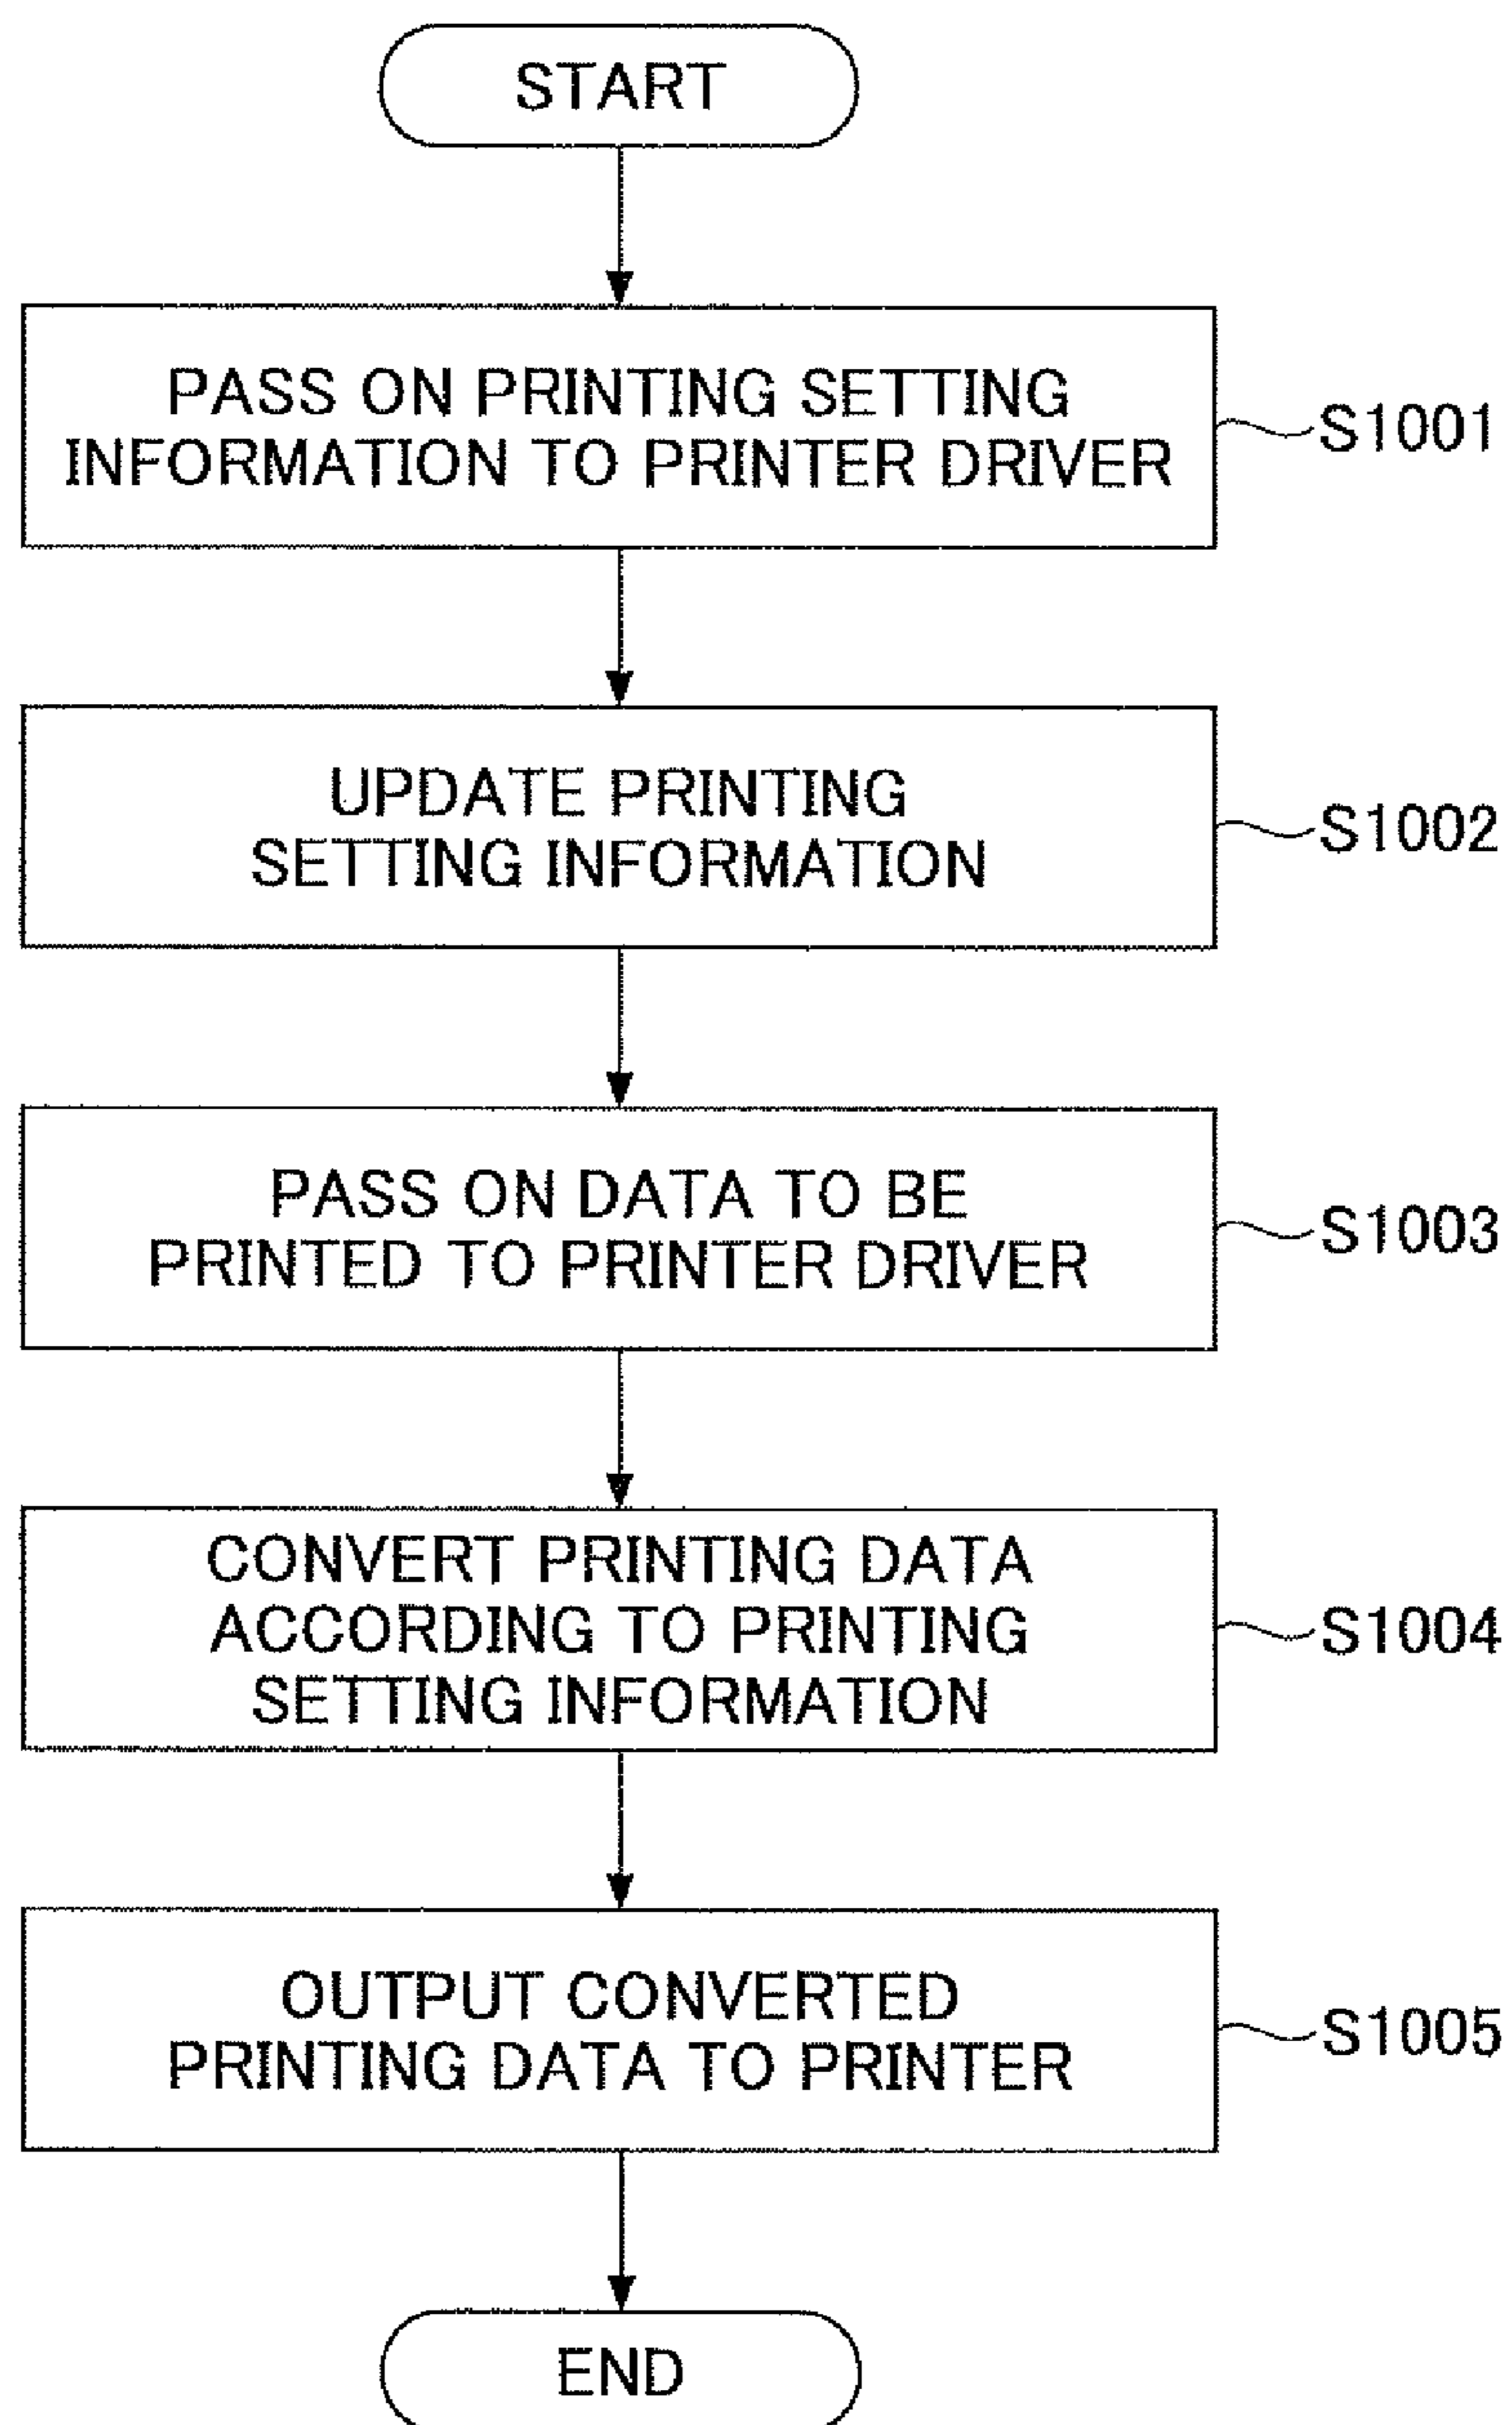 START
PASS ON PRINTING SETTING
INFORMATION TO PRINTER DRIVER
S1001
UPDATE PRINTING
SETTING INFORMATION
S1002
PASS ON DATA TO BE
PRINTED TO PRINTER DRIVER
S1003
CONVERT PRINTING DATA
ACCORDING TO PRINTING
SETTING INFORMATION
S1004
OUTPUT CONVERTED
PRINTING DATA TO PRINTER
S1005
END